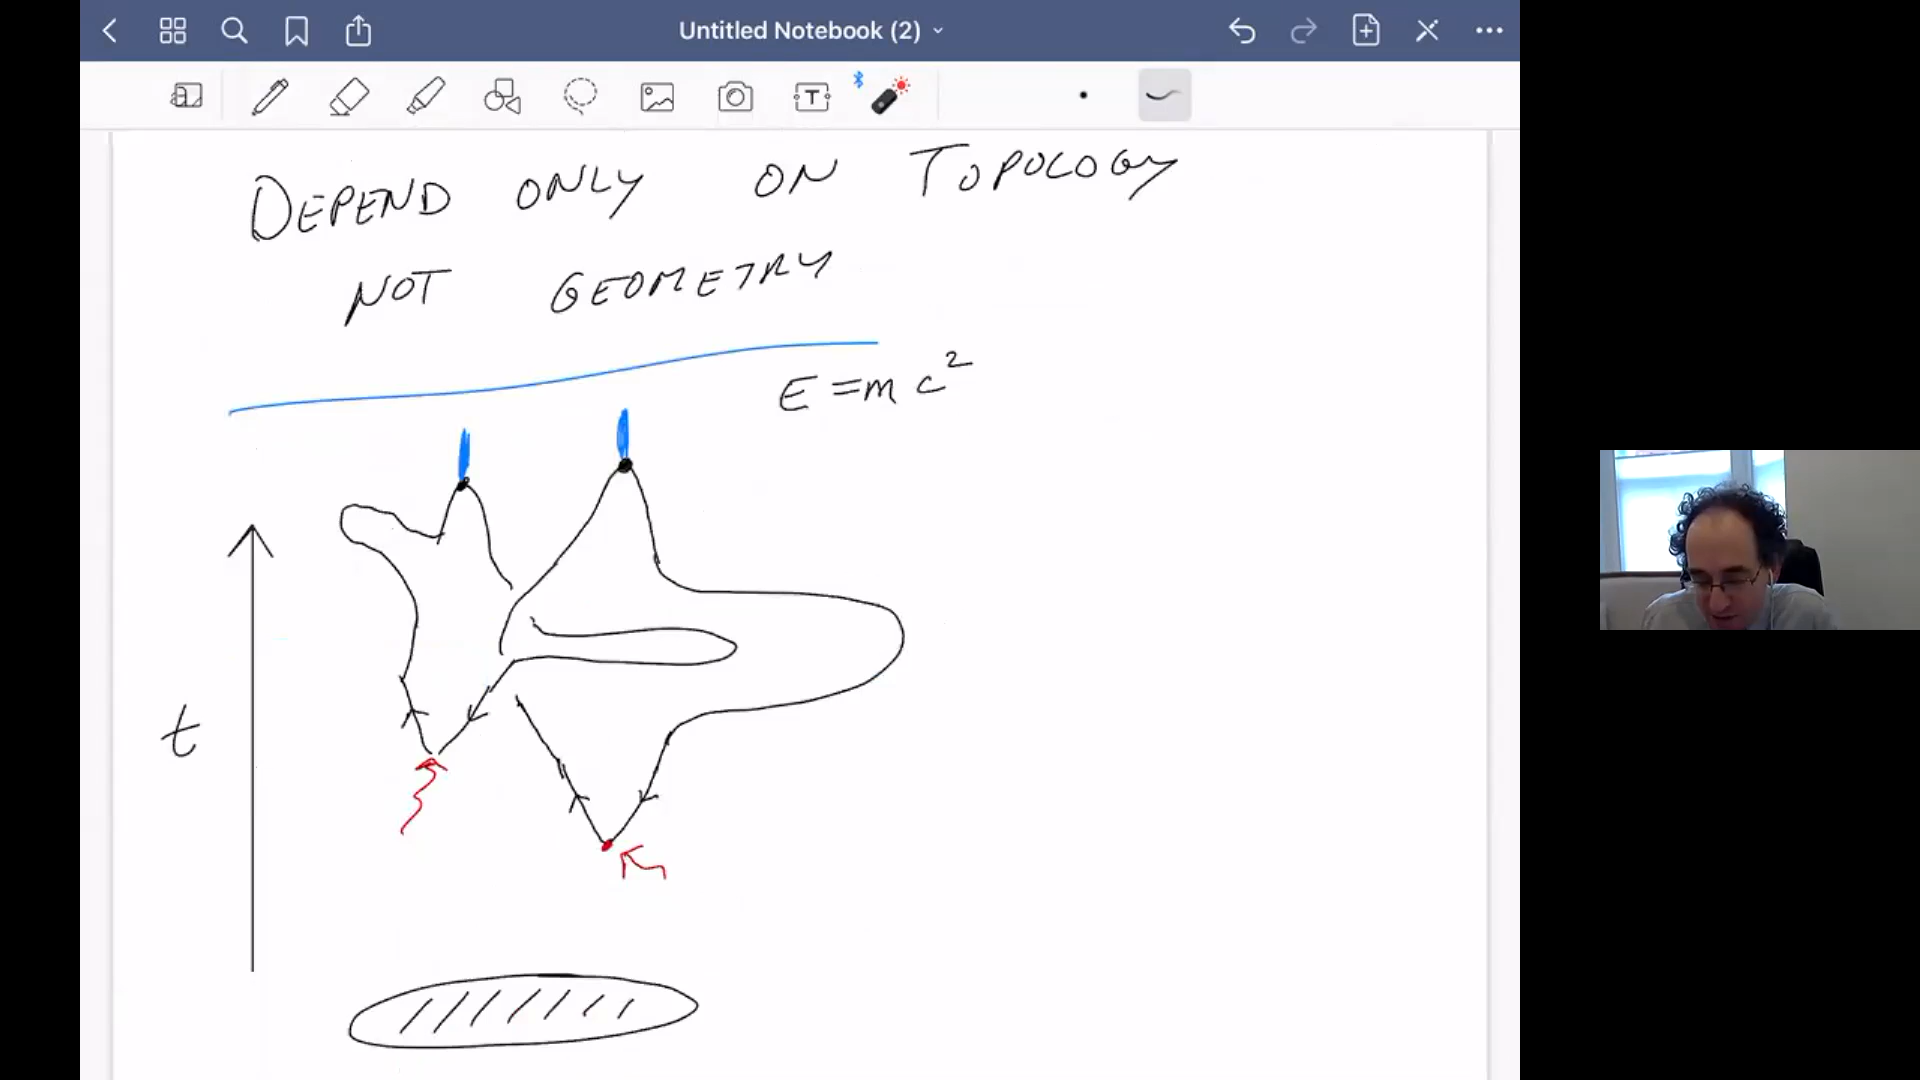 Untitled Notebook (2)
T
DEPEND ONLY ON TOPOLOGY
NOT GEOMETRY
E = mc²
t